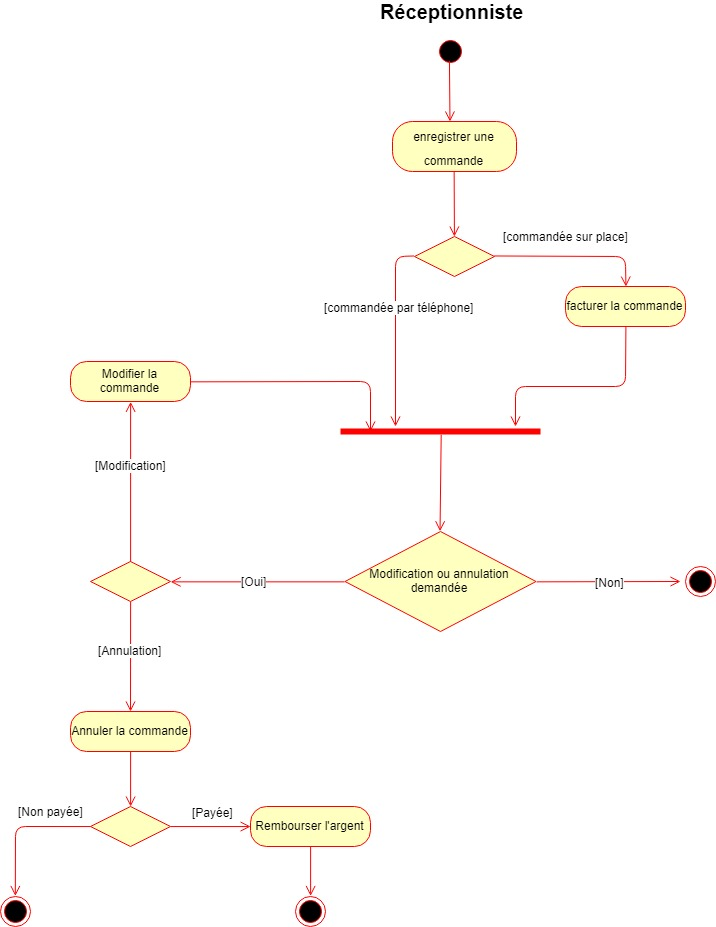 Réceptionniste
enregistrer une
commande
[commandée sur place]
[commandée par téléphone]
facturer la commande
Modifier la
commande
[Modification]
Modification ou annulation
demandée
[Oui]
[Non]
[Annulation]
Annuler la commande
[Non payée]
[Payée]
Rembourser l'argent